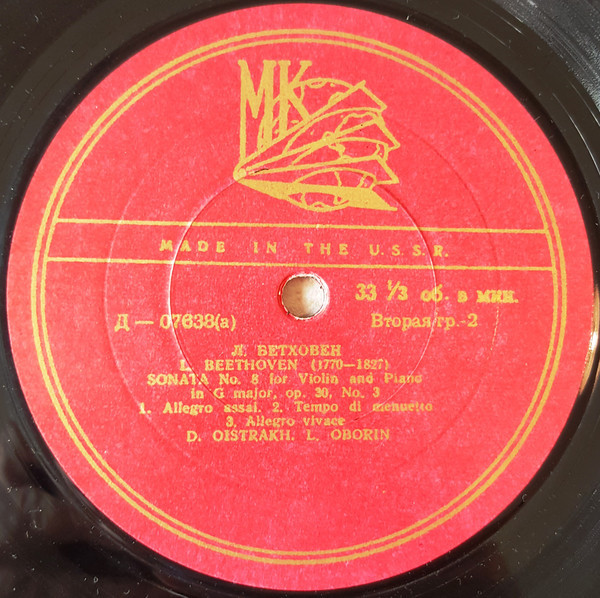 МК
MADE IN THE U.S.S.R.
33 ⅓ об. в мин.
Д — 07638(а)
Вторая гр.-2
Л. БЕТХОВЕН
L. BEETHOVEN (1770—1827)
SONATA No. 8 for Violin and Piano
in G major, op. 30, No. 3
1. Allegro assai. 2. Tempo di menuetto
3. Allegro vivace
D. OISTRAKH. L. OBORIN